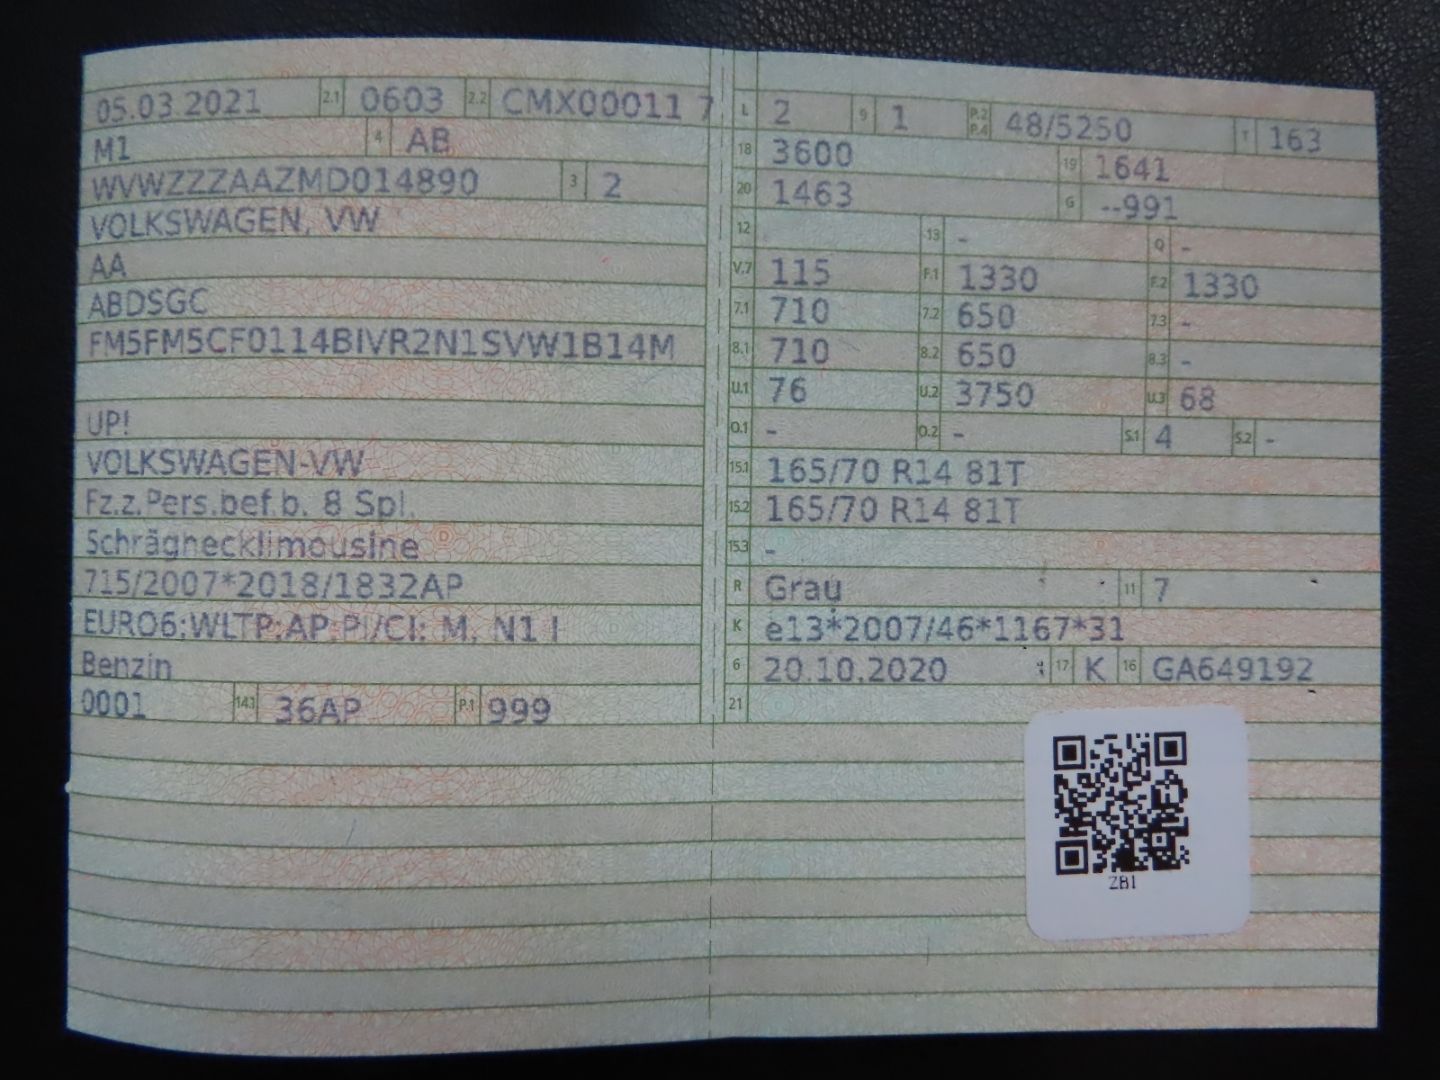 05.03.2021 2.1 0603 2.2 CMX00011 7
M1 4 AB
WVWZZZAAZMD014890 3 2
VOLKSWAGEN, VW
AA
ABDSGC
FM5FM5CF0114BIVR2N1SVW1B14M
UP!
VOLKSWAGEN-VW
Fz.z.Pers.bef.b. 8 Spl.
Schräghecklimousine
715/2007*2018/1832AP
EURO6;WLTP;AP;PI/CI; M, N1 I
Benzin
0001 14.1 36AP P.1 999
L 2 9 1 P.2 P.4 48/5250 T 163
18 3600 19 1641
20 1463 G --991
12 13 - Q -
V.7 115 F.1 1330 F.2 1330
7.1 710 7.2 650 7.3 -
8.1 710 8.2 650 8.3 -
U.1 76 U.2 3750 U.3 68
O.1 - O.2 - S.1 4 S.2 -
15.1 165/70 R14 81T
15.2 165/70 R14 81T
15.3 -
R Grau 11 7
K e13*2007/46*1167*31
6 20.10.2020 17 K 16 GA649192
21
ZB1